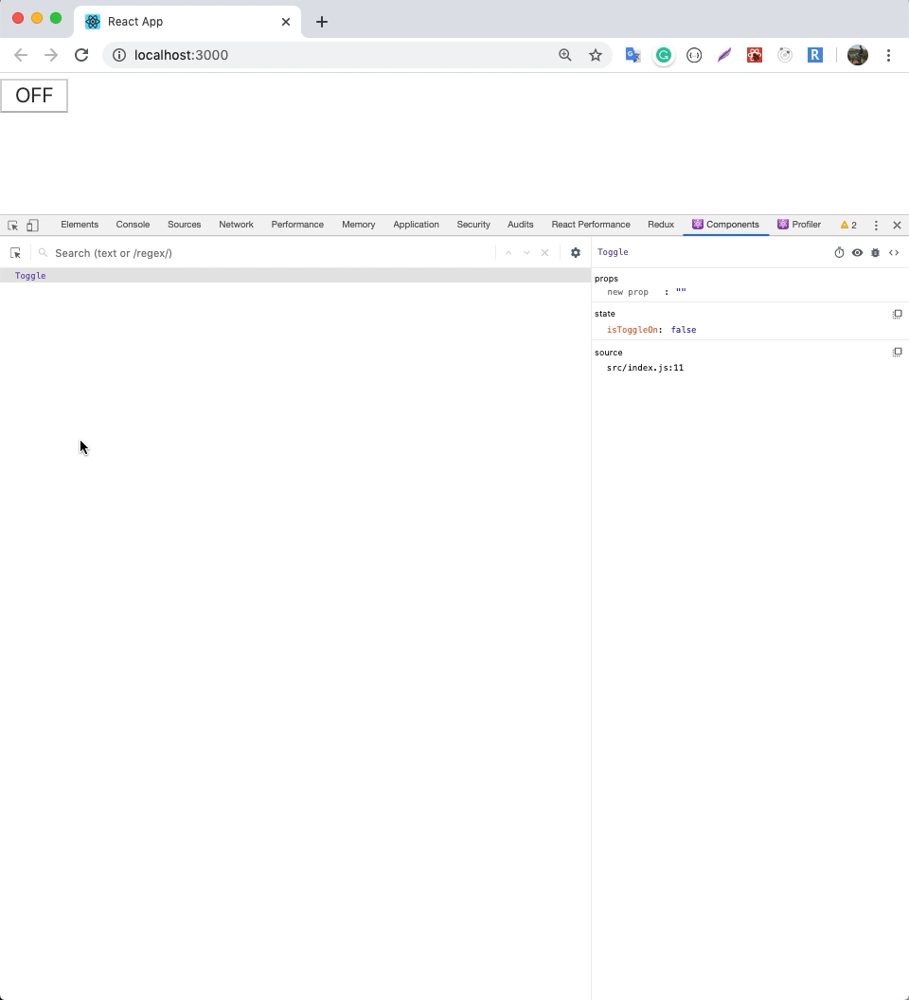 React App
localhost:3000
R
OFF
Elements Console Sources Network Performance Memory Application Security Audits React Performance Redux Components Profiler 2
Search (text or /regex/)
Toggle
Toggle
props
new prop : ""
state
isToggleOn: false
source
src/index.js:11